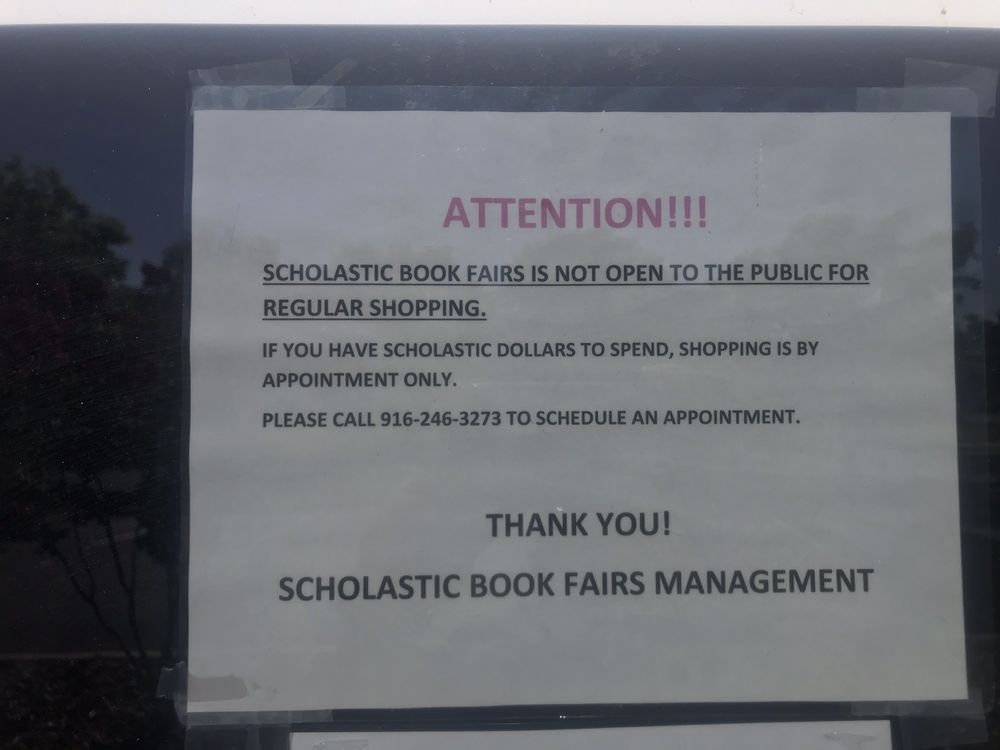 ATTENTION!!!
SCHOLASTIC BOOK FAIRS IS NOT OPEN TO THE PUBLIC FOR
REGULAR SHOPPING.
IF YOU HAVE SCHOLASTIC DOLLARS TO SPEND, SHOPPING IS BY
APPOINTMENT ONLY.
PLEASE CALL 916-246-3273 TO SCHEDULE AN APPOINTMENT.
THANK YOU!
SCHOLASTIC BOOK FAIRS MANAGEMENT